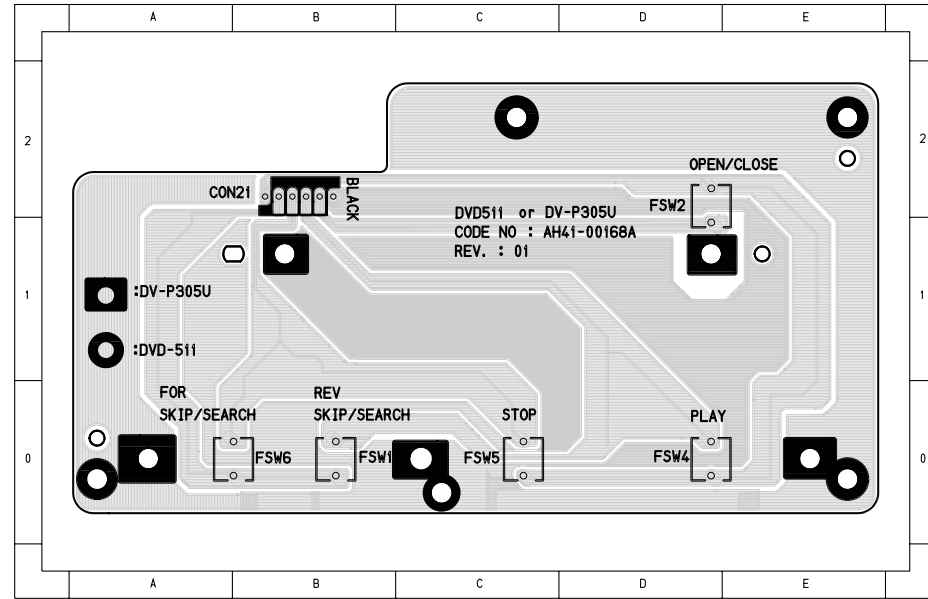 A B C D E
2 2
OPEN/CLOSE
CON21
BLACK
FSW2
DVD511 or DV-P305U
CODE NO : AH41-00168A
REV. : 01
1 1
:DV-P305U
:DVD-511
FOR
SKIP/SEARCH
REV
SKIP/SEARCH
STOP
PLAY
0 0
FSW6
FSW1
FSW5
FSW4
A B C D E